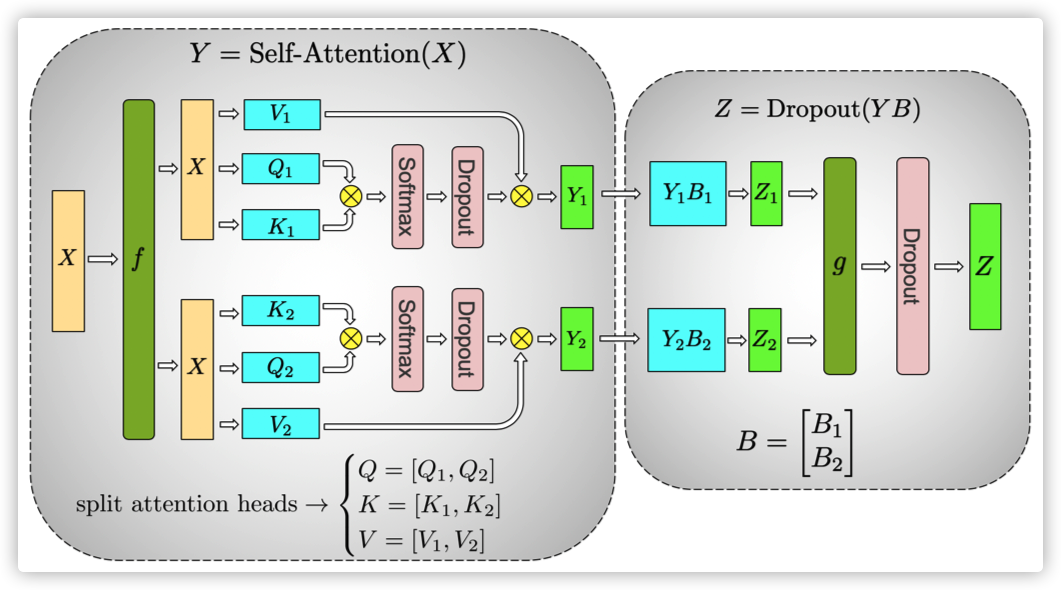 Y = Self-Attention(X)
X
f
X
V₁
Q₁
K₁
Softmax
Dropout
Y₁
X
K₂
Q₂
V₂
Softmax
Dropout
Y₂
split attention heads → { Q = [Q₁, Q₂]
K = [K₁, K₂]
V = [V₁, V₂]
Z = Dropout(YB)
Y₁B₁
Z₁
Y₂B₂
Z₂
g
Dropout
Z
B = [B₁
B₂]